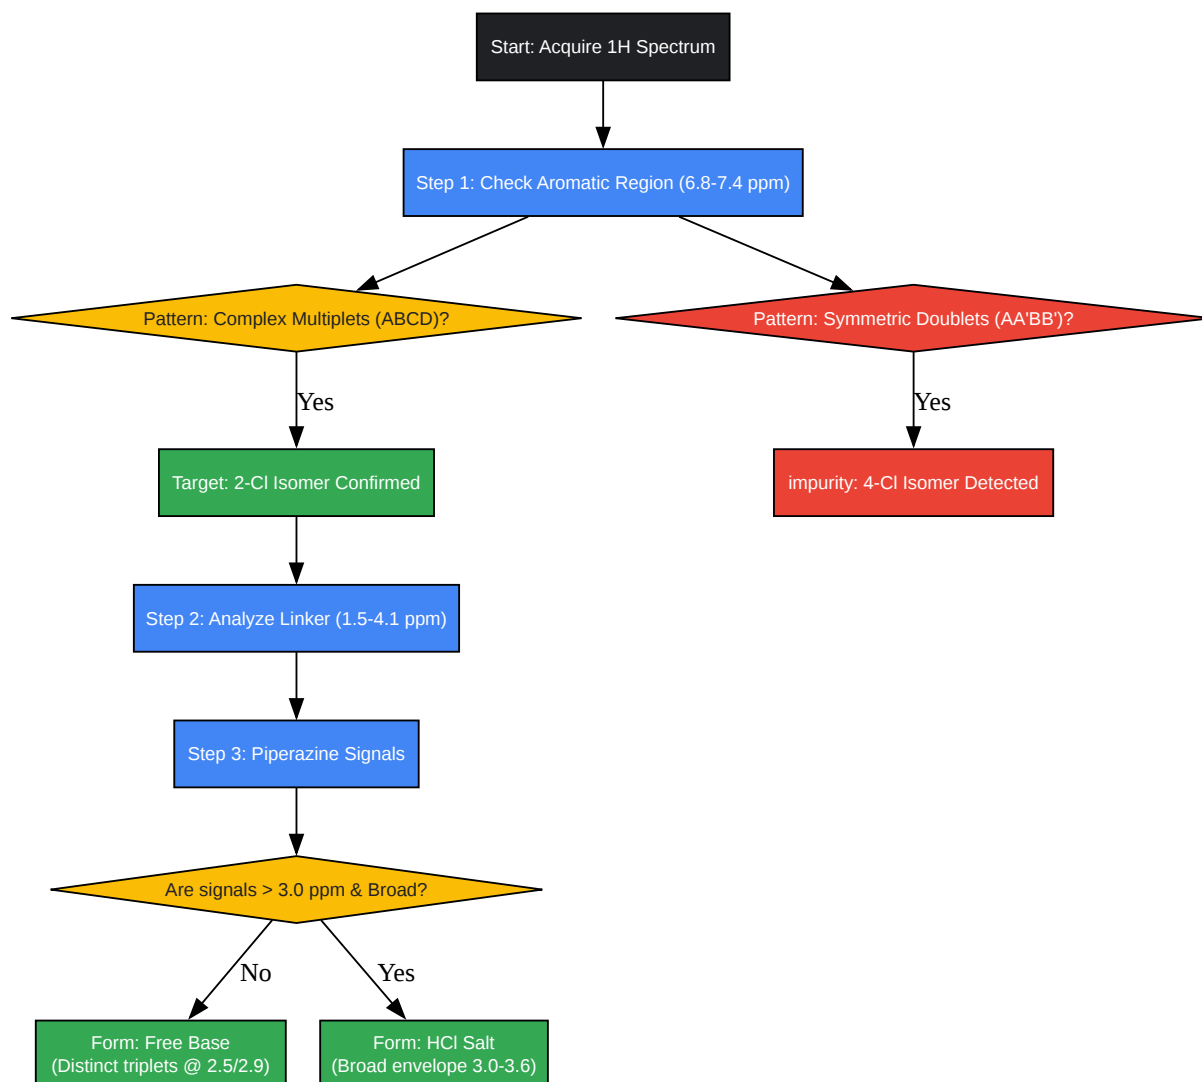 Start: Acquire 1H Spectrum
Step 1: Check Aromatic Region (6.8-7.4 ppm)
Pattern: Complex Multiplets (ABCD)?
Pattern: Symmetric Doublets (AA'BB')?
Yes
Yes
Target: 2-Cl Isomer Confirmed
impurity: 4-Cl Isomer Detected
Step 2: Analyze Linker (1.5-4.1 ppm)
Step 3: Piperazine Signals
Are signals > 3.0 ppm & Broad?
No
Yes
Form: Free Base
(Distinct triplets @ 2.5/2.9)
Form: HCl Salt
(Broad envelope 3.0-3.6)